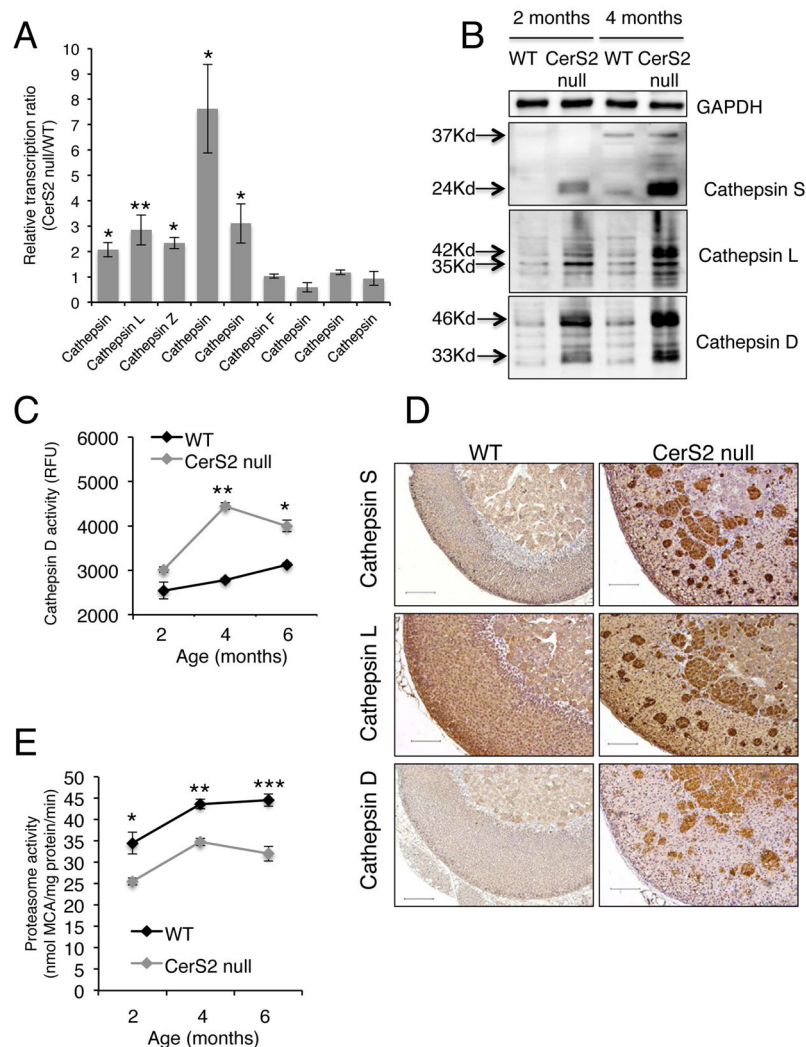 A
Relative transcription ratio
(CerS2 null/WT)
10
9
8
7
6
5
4
3
2
1
0
*
**
*
*
*
Cathepsin
Cathepsin L
Cathepsin Z
Cathepsin
Cathepsin
Cathepsin F
Cathepsin
Cathepsin
Cathepsin
B
2 months 4 months
WT CerS2 null WT CerS2 null
GAPDH
37Kd
24Kd
Cathepsin S
42Kd
35Kd
Cathepsin L
46Kd
33Kd
Cathepsin D
C
Cathepsin D activity (RFU)
6000
5000
4000
3000
2000
WT
CerS2 null
**
*
2 4 6
Age (months)
D
WT CerS2 null
Cathepsin S
Cathepsin L
Cathepsin D
E
Proteasome activity
(nmol MCA/mg protein/min)
50
45
40
35
30
25
20
15
10
5
0
*
**
***
WT
CerS2 null
2 4 6
Age (months)